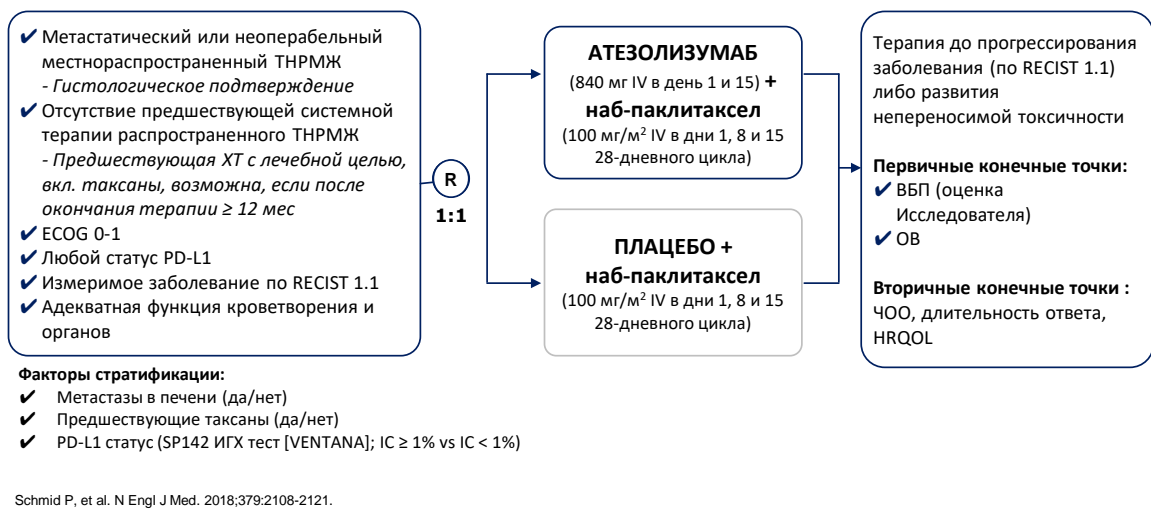 ✔ Метастатический или неоперабельный
местнораспространенный ТНРМЖ
- Гистологическое подтверждение
✔ Отсутствие предшествующей системной
терапии распространенного ТНРМЖ
- Предшествующая ХТ с лечебной целью,
вкл. таксаны, возможна, если после
окончания терапии ≥ 12 мес
✔ ECOG 0-1
✔ Любой статус PD-L1
✔ Измеримое заболевание по RECIST 1.1
✔ Адекватная функция кроветворения и
органов
R
1:1
АТЕЗОЛИЗУМАБ
(840 мг IV в день 1 и 15) +
наб-паклитаксел
(100 мг/м² IV в дни 1, 8 и 15
28-дневного цикла)
ПЛАЦЕБО +
наб-паклитаксел
(100 мг/м² IV в дни 1, 8 и 15
28-дневного цикла)
Терапия до прогрессирования
заболевания (по RECIST 1.1)
либо развития
непереносимой токсичности
Первичные конечные точки:
✔ ВБП (оценка
Исследователя)
✔ ОВ
Вторичные конечные точки :
ЧОО, длительность ответа,
HRQOL
Факторы стратификации:
✔ Метастазы в печени (да/нет)
✔ Предшествующие таксаны (да/нет)
✔ PD-L1 статус (SP142 ИГХ тест [VENTANA]; IC ≥ 1% vs IC < 1%)
Schmid P, et al. N Engl J Med. 2018;379:2108-2121.